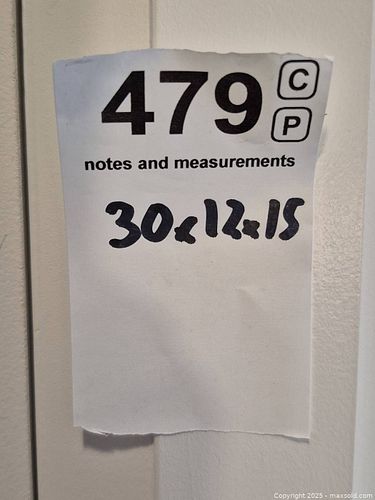 479 C
P
notes and measurements
30x12x15
Copyright 2025 - maxsold.com